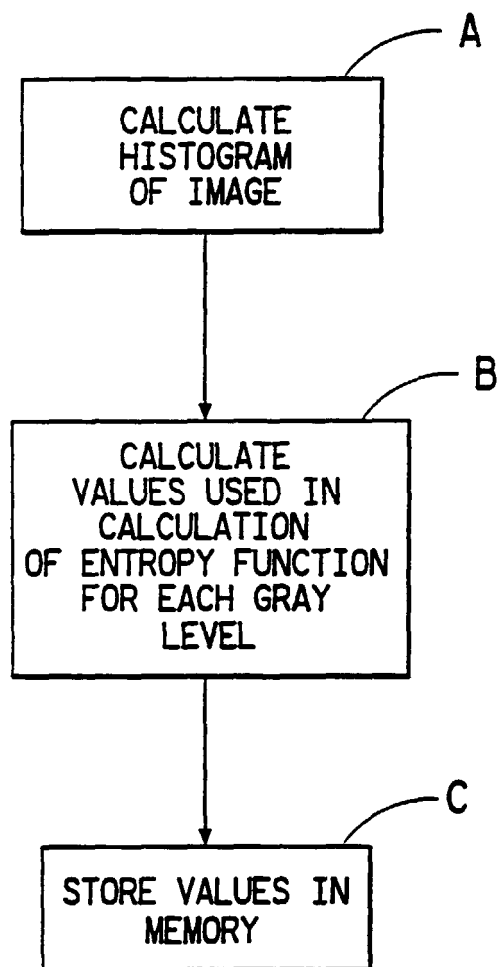 A
CALCULATE
HISTOGRAM
OF IMAGE
B
CALCULATE
VALUES USED IN
CALCULATION
OF ENTROPY FUNCTION
FOR EACH GRAY
LEVEL
C
STORE VALUES IN
MEMORY